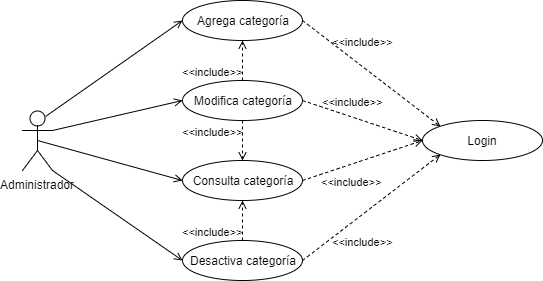 Agrega categoría
<<include>>
<<include>>
Modifica categoría
<<include>>
<<include>>
Login
Consulta categoría
<<include>>
Administrador
<<include>>
<<include>>
Desactiva categoría